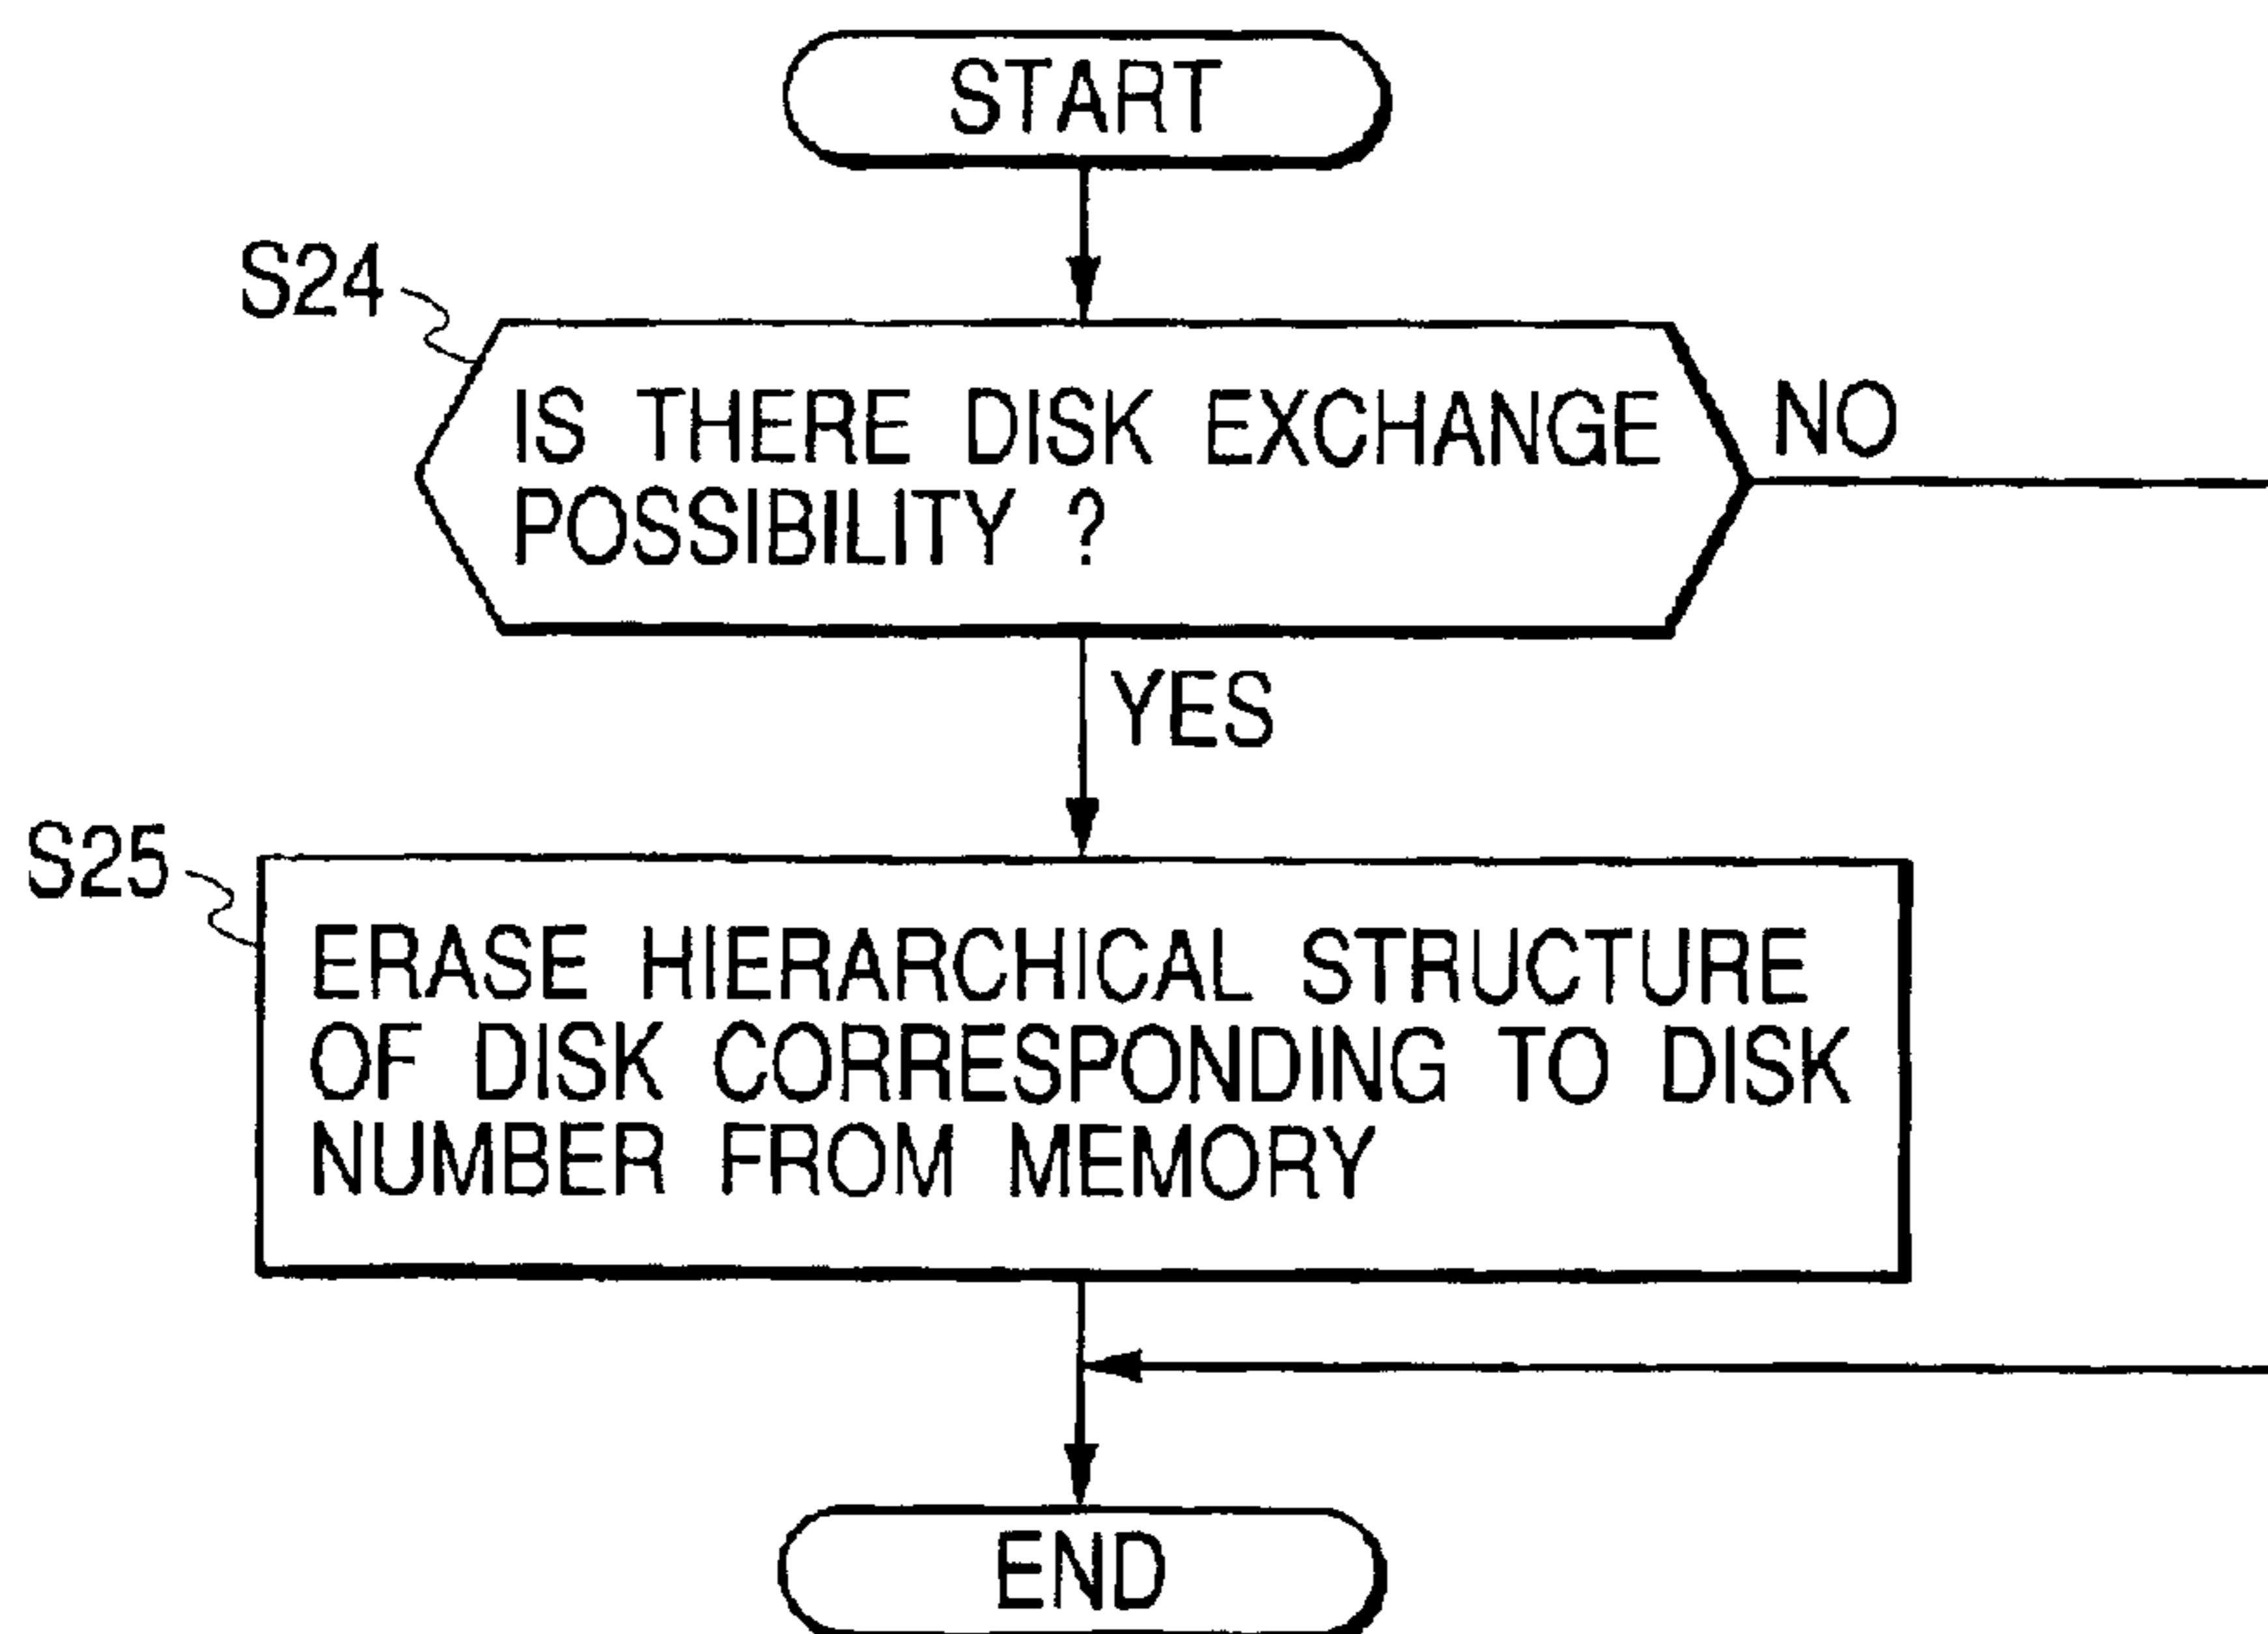 START
S24
IS THERE DISK EXCHANGE
POSSIBILITY ?
NO
YES
S25
ERASE HIERARCHICAL STRUCTURE
OF DISK CORRESPONDING TO DISK
NUMBER FROM MEMORY
END